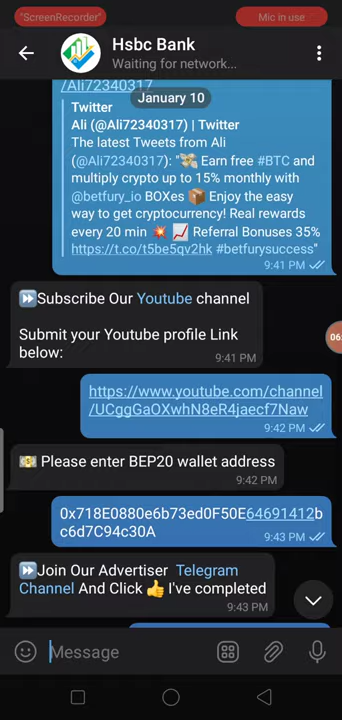 "ScreenRecorder"
Mic in use
Hsbc Bank
Waiting for network...
/Ali72340317
January 10
Twitter
Ali (@Ali72340317) | Twitter
The latest Tweets from Ali
(@Ali72340317): "💸 Earn free #BTC and
multiply crypto up to 15% monthly with
@betfury_io BOXes 📦 Enjoy the easy
way to get cryptocurrency! Real rewards
every 20 min 💥 📈 Referral Bonuses 35%
https://t.co/t5be5qv2hk #betfurysuccess"
9:41 PM
⏩Subscribe Our Youtube channel
Submit your Youtube profile Link
below:
9:41 PM
06:
https://www.youtube.com/channel
/UCggGaOXwhN8eR4jaecf7Naw
9:42 PM
💵 Please enter BEP20 wallet address
9:42 PM
0x718E0880e6b73ed0F50E64691412b
c6d7C94c30A
9:43 PM
⏩Join Our Advertiser Telegram
Channel And Click 👍 I've completed
9:43 PM
Message